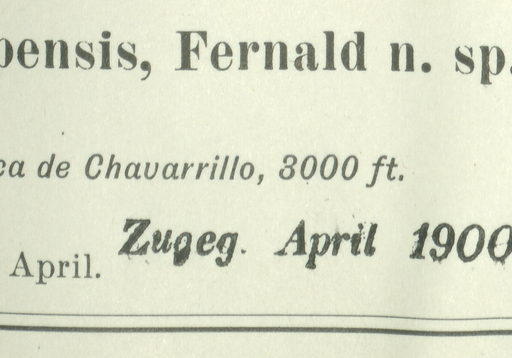 pensis, Fernald n. sp.
ca de Chavarrillo, 3000 ft.
April. Zugeg. April 1900